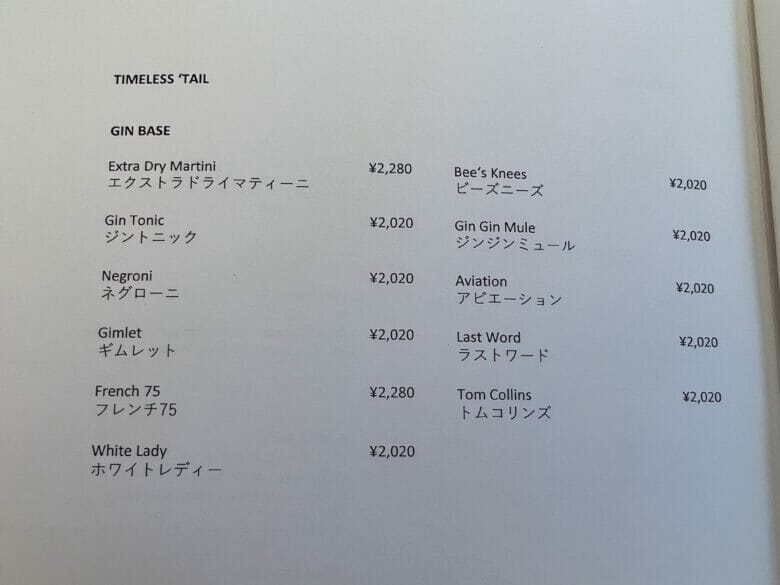 TIMELESS ‘TAIL
GIN BASE
Extra Dry Martini ¥2,280
エクストラドライマティーニ
Gin Tonic ¥2,020
ジントニック
Negroni ¥2,020
ネグローニ
Gimlet ¥2,020
ギムレット
French 75 ¥2,280
フレンチ75
White Lady ¥2,020
ホワイトレディー
Bee‘s Knees ¥2,020
ビーズニーズ
Gin Gin Mule ¥2,020
ジンジンミュール
Aviation ¥2,020
アビエーション
Last Word ¥2,020
ラストワード
Tom Collins ¥2,020
トムコリンズ